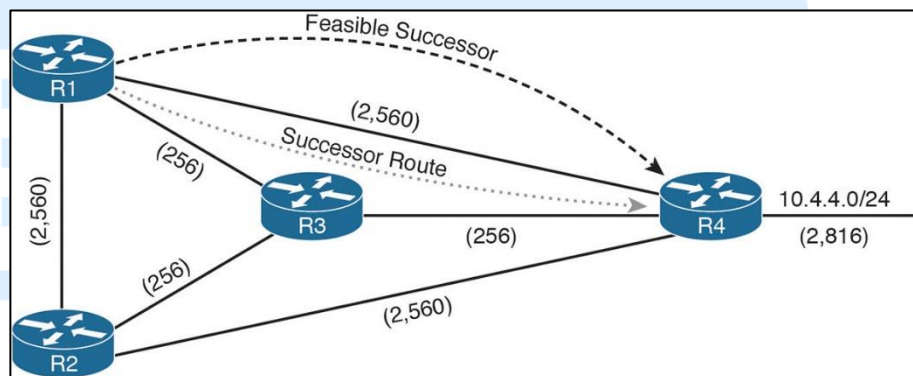 Feasible Successor
R1
(2,560)
Successor Route
(256)
(2,560)
R3
(256)
R4
10.4.4.0/24
(2,816)
(256)
(2,560)
R2